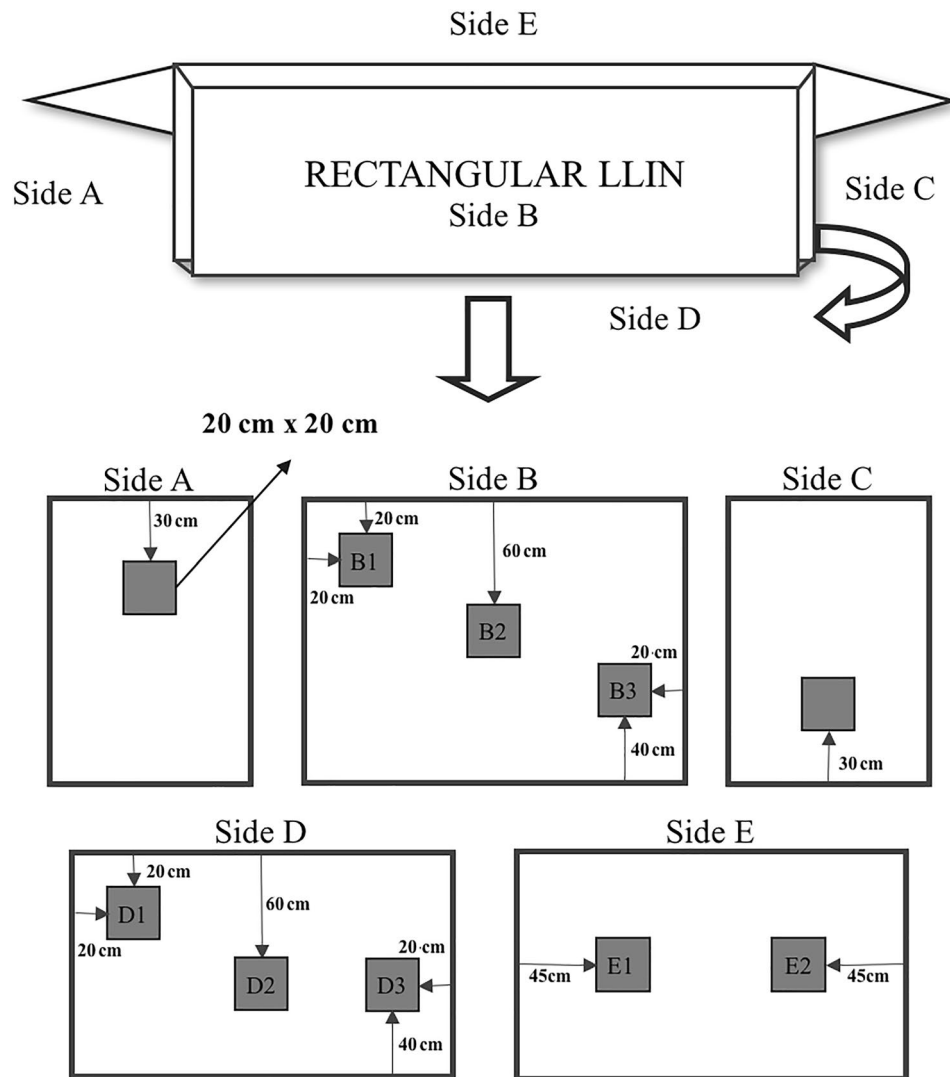 Side E
RECTANGULAR LLIN
Side A
Side B
Side C
Side D
20 cm x 20 cm
Side A
Side B
Side C
30 cm
20 cm
60 cm
B1
20 cm
B2
20·cm
B3
40 cm
30 cm
Side D
Side E
20 cm
60 cm
D1
20 cm
20·cm
D2
D3
40 cm
E1
E2
45cm
45cm